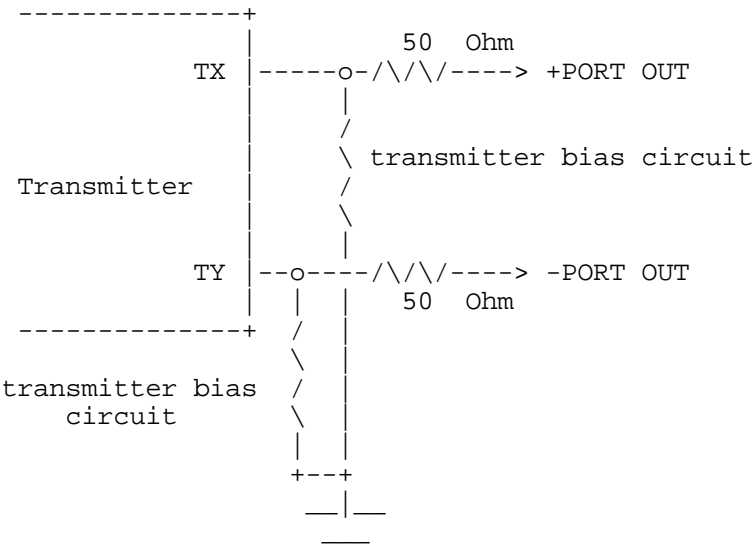 50 Ohm
TX
+PORT OUT
transmitter bias circuit
Transmitter
TY
-PORT OUT
50 Ohm
transmitter bias
circuit